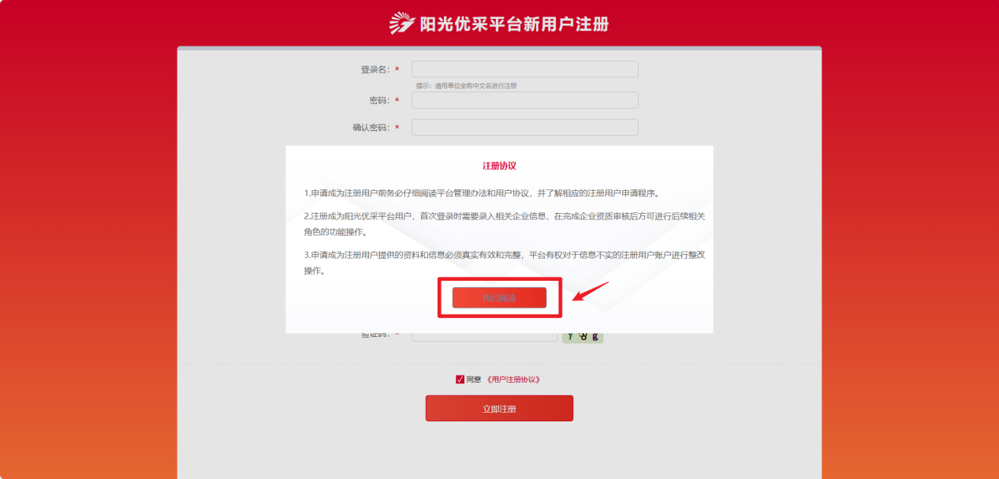 阳光优采平台新用户注册
登录名：*
提示：请用单位全称中文名进行注册
密码：*
确认密码：*
注册协议
1.申请成为注册用户前务必仔细阅读平台管理办法和用户协议，并了解相应的注册用户申请程序。
2.注册成为阳光优采平台用户，首次登录时需要录入相关企业信息，在完成企业资质审核后方可进行后续相关
角色的功能操作。
3.申请成为注册用户提供的资料和信息必须真实有效和完整，平台有权对于信息不实的注册用户账户进行整改
操作。
我已阅读
验证码：*
同意 《用户注册协议》
立即注册